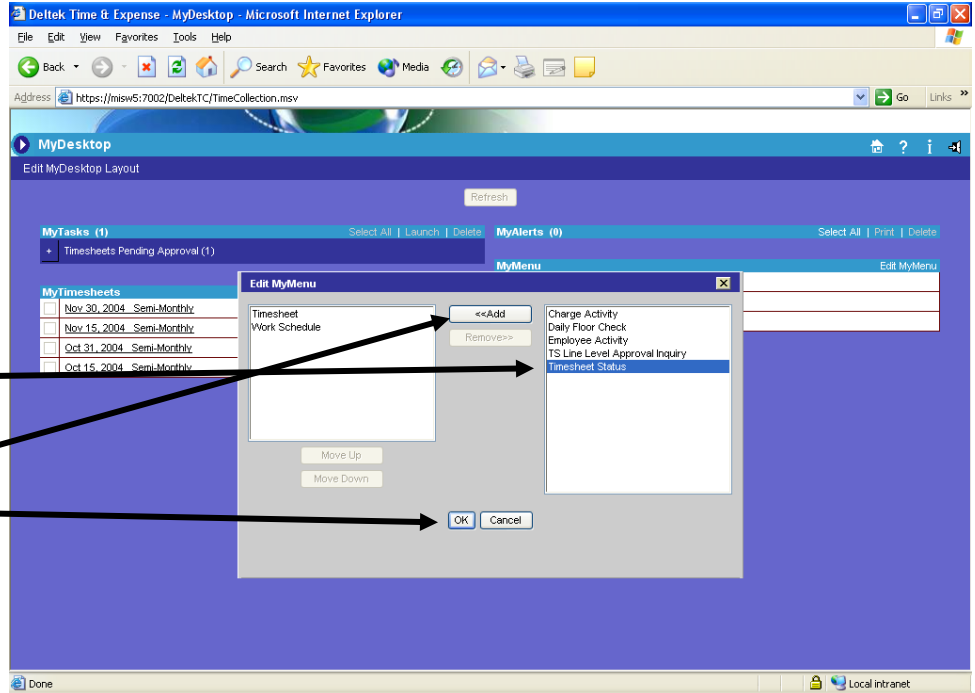 Deltek Time & Expense - MyDesktop - Microsoft Internet Explorer
File Edit View Favorites Tools Help
Back Search Favorites Media
Address https://misw5:7002/DeltekTC/TimeCollection.msv Go Links »
MyDesktop ? i
Edit MyDesktop Layout
Refresh
MyTasks (1) Select All | Launch | Delete
+ Timesheets Pending Approval (1)
MyAlerts (0) Select All | Print | Delete
MyMenu Edit MyMenu
MyTimesheets
Nov 30, 2004 Semi-Monthly
Nov 15, 2004 Semi-Monthly
Oct 31, 2004 Semi-Monthly
Oct 15, 2004 Semi-Monthly
Edit MyMenu
Timesheet
Work Schedule
<<Add
Remove>>
Charge Activity
Daily Floor Check
Employee Activity
TS Line Level Approval Inquiry
Timesheet Status
Move Up
Move Down
OK Cancel
Done Local intranet